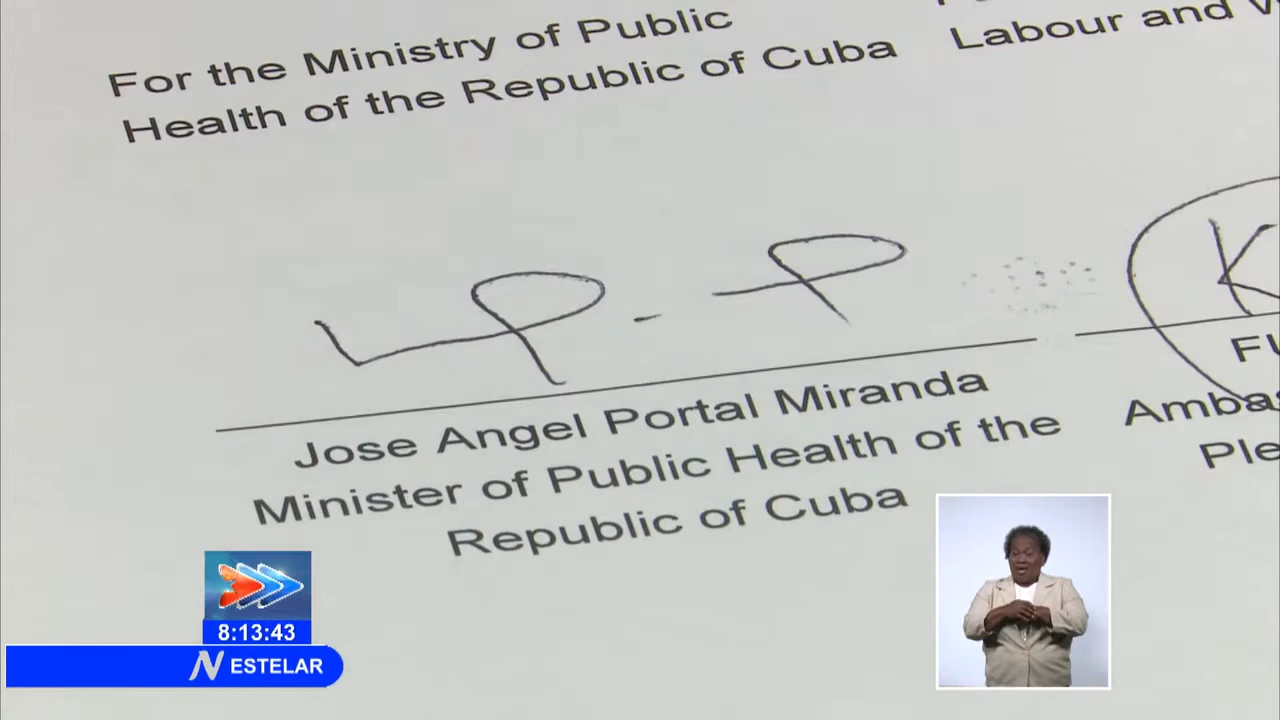 For the Ministry of Public
Health of the Republic of Cuba
Labour and
Jose Angel Portal Miranda
Minister of Public Health of the
Republic of Cuba
8:13:43
N ESTELAR